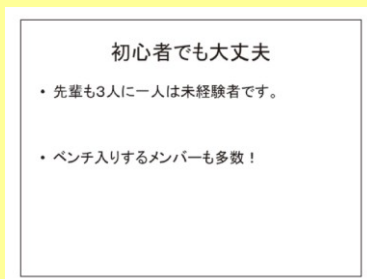 初心者でも大丈夫
• 先輩も3人に一人は未経験者です。
• ベンチ入りするメンバーも多数！